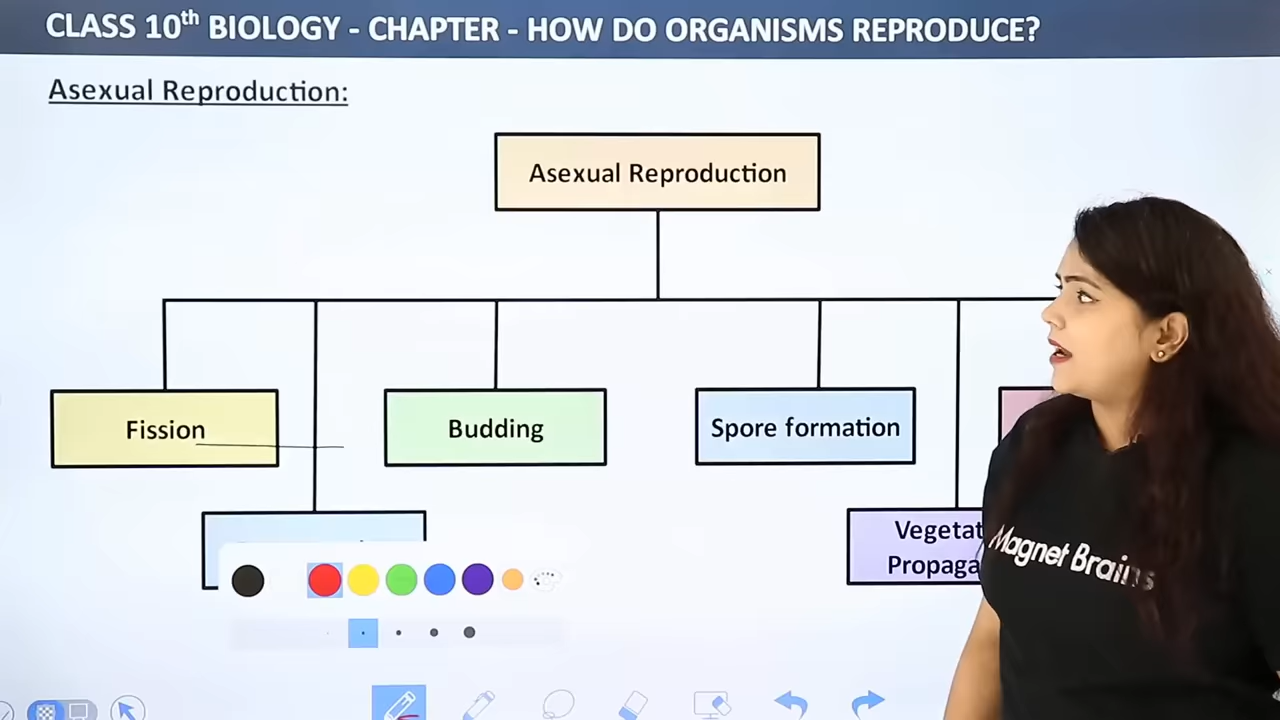 CLASS 10th BIOLOGY - CHAPTER - HOW DO ORGANISMS REPRODUCE?
Asexual Reproduction:
Asexual Reproduction
Fission
Budding
Spore formation
Vegetat
Propaga
Magnet Brains